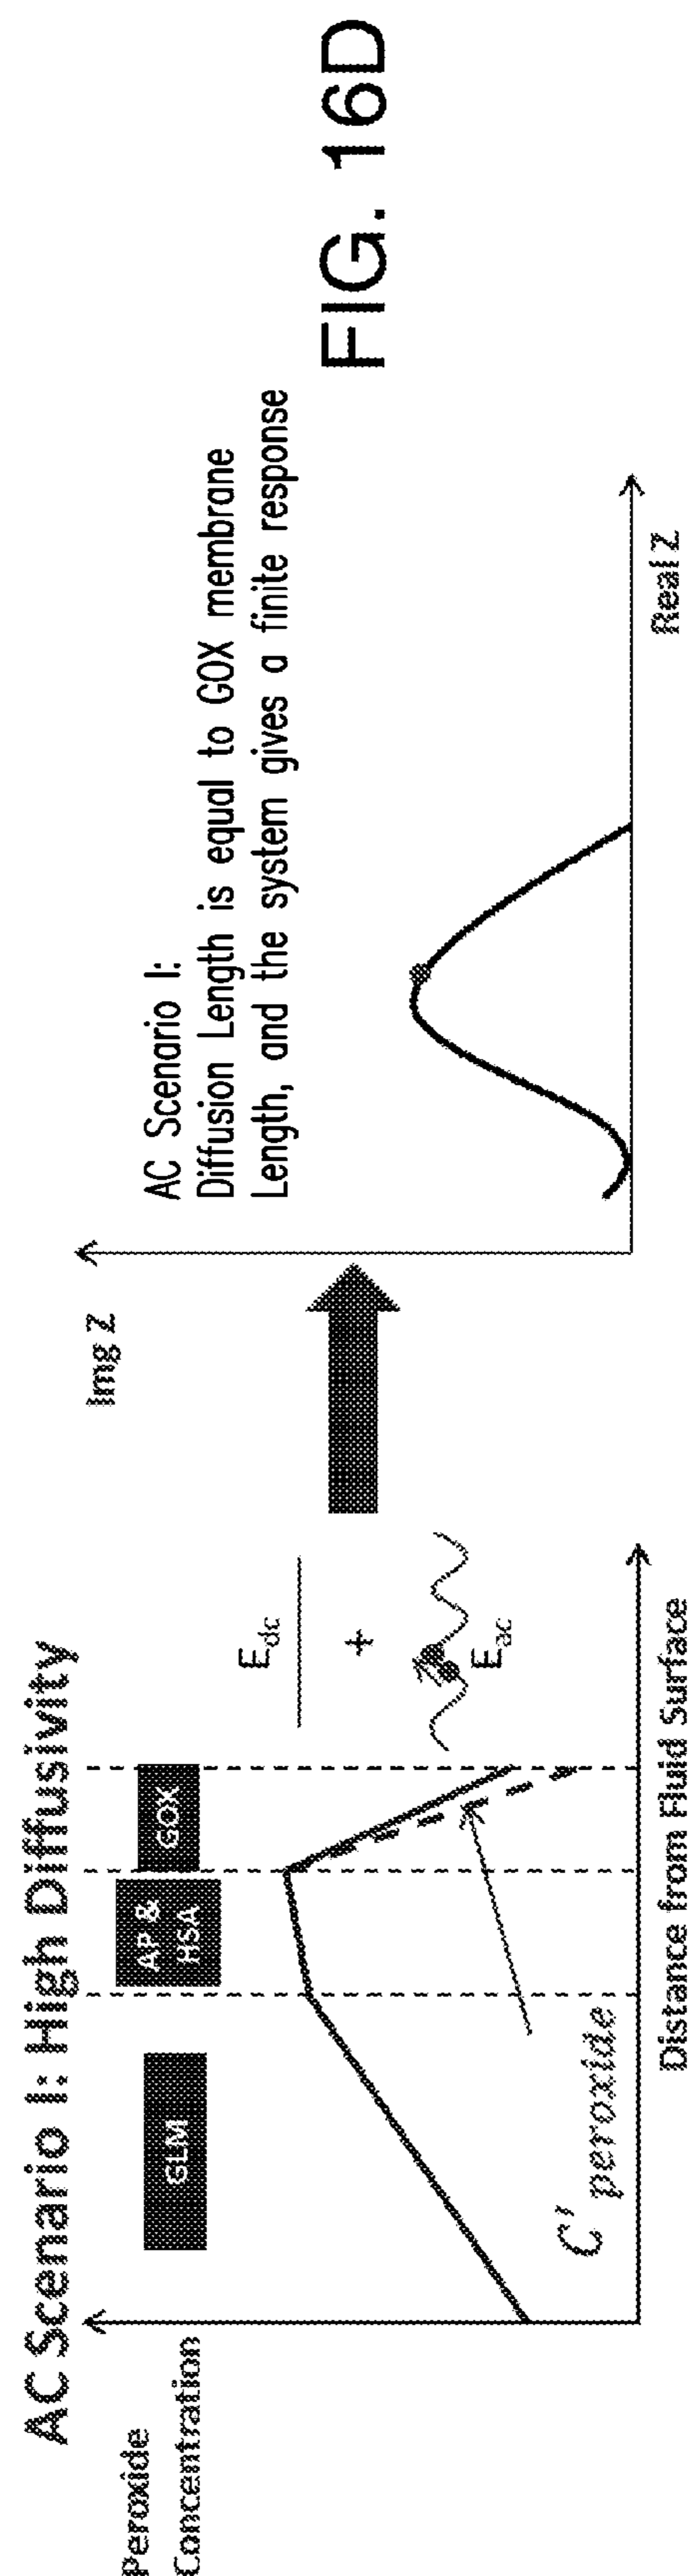 AC Scenario I: High Diffusivity
Peroxide
Concentration
GLM
AP &
HSA
GOX
E_dc
+
E_ac
C' peroxide
Distance from Fluid Surface
Img Z
AC Scenario I:
Diffusion Length is equal to GOX membrane
Length, and the system gives a finite response
Real Z
FIG. 16D